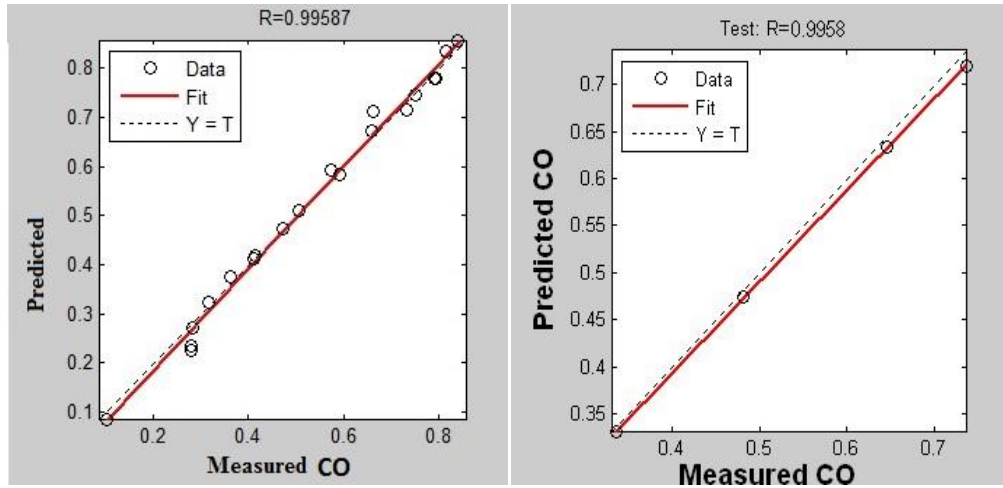 R=0.99587
0.8
0.7
0.6
0.5
0.4
0.3
0.2
0.1
Data
Fit
Y = T
Predicted
0.2
0.4
0.6
0.8
Measured CO
Test: R=0.9958
0.7
0.65
0.6
0.55
0.5
0.45
0.4
0.35
Data
Fit
Y = T
Predicted CO
0.4
0.5
0.6
0.7
Measured CO